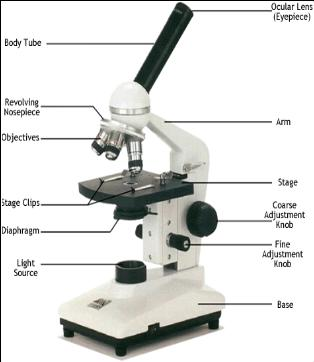 Ocular Lens
(Eyepiece)
Body Tube
Revolving
Nosepiece
Arm
Objectives
Stage
Stage Clips
Coarse
Adjustment
Knob
Diaphragm
Fine
Adjustment
Knob
Light
Source
Base